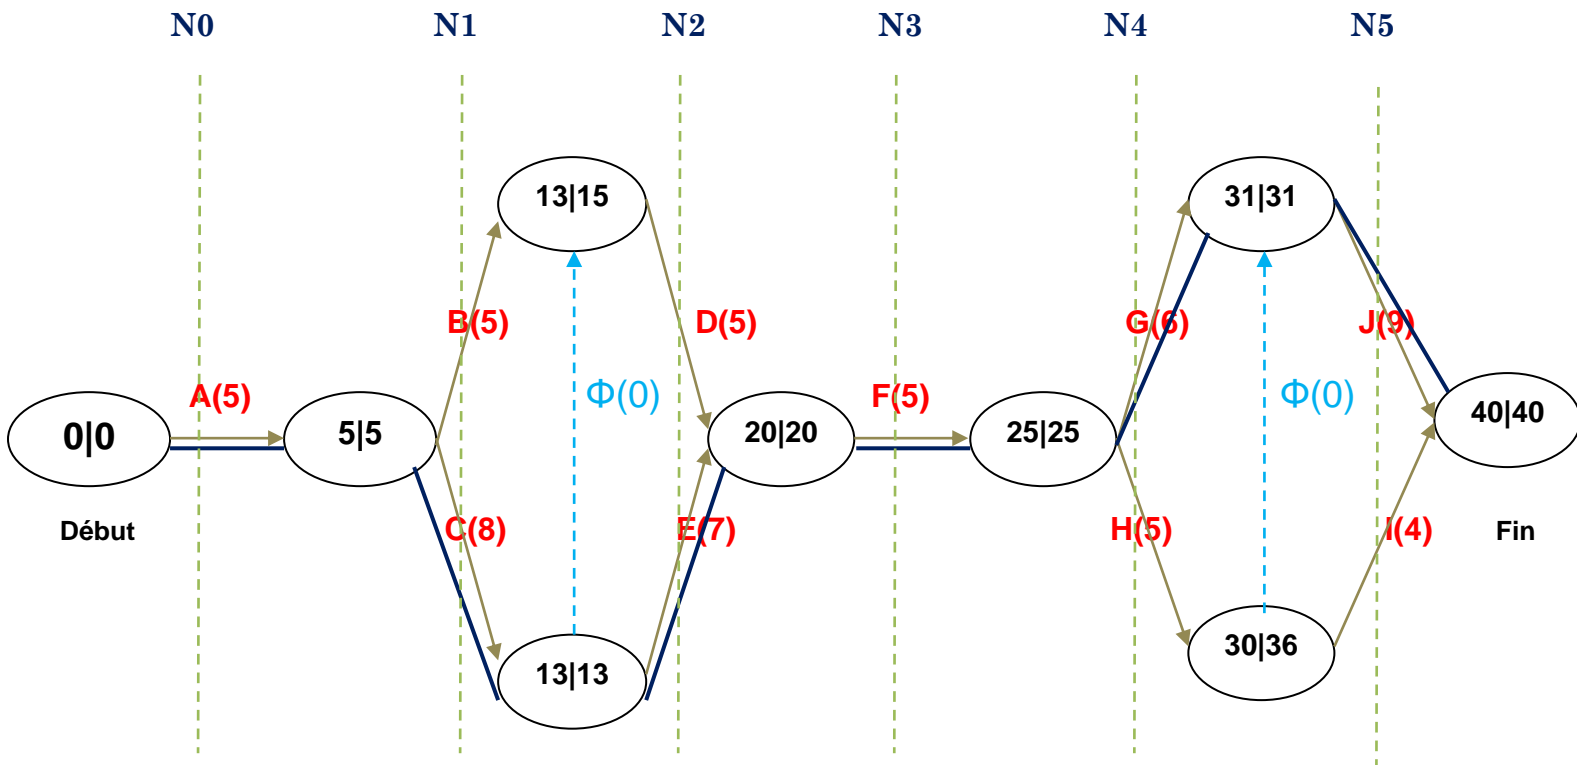 N0 N1 N2 N3 N4 N5
13|15 31|31
B(5) D(5) G(6) J(9)
A(5) Φ(0) F(5) Φ(0)
0|0 5|5 20|20 25|25 40|40
Début C(8) E(7) H(5) I(4) Fin
13|13 30|36